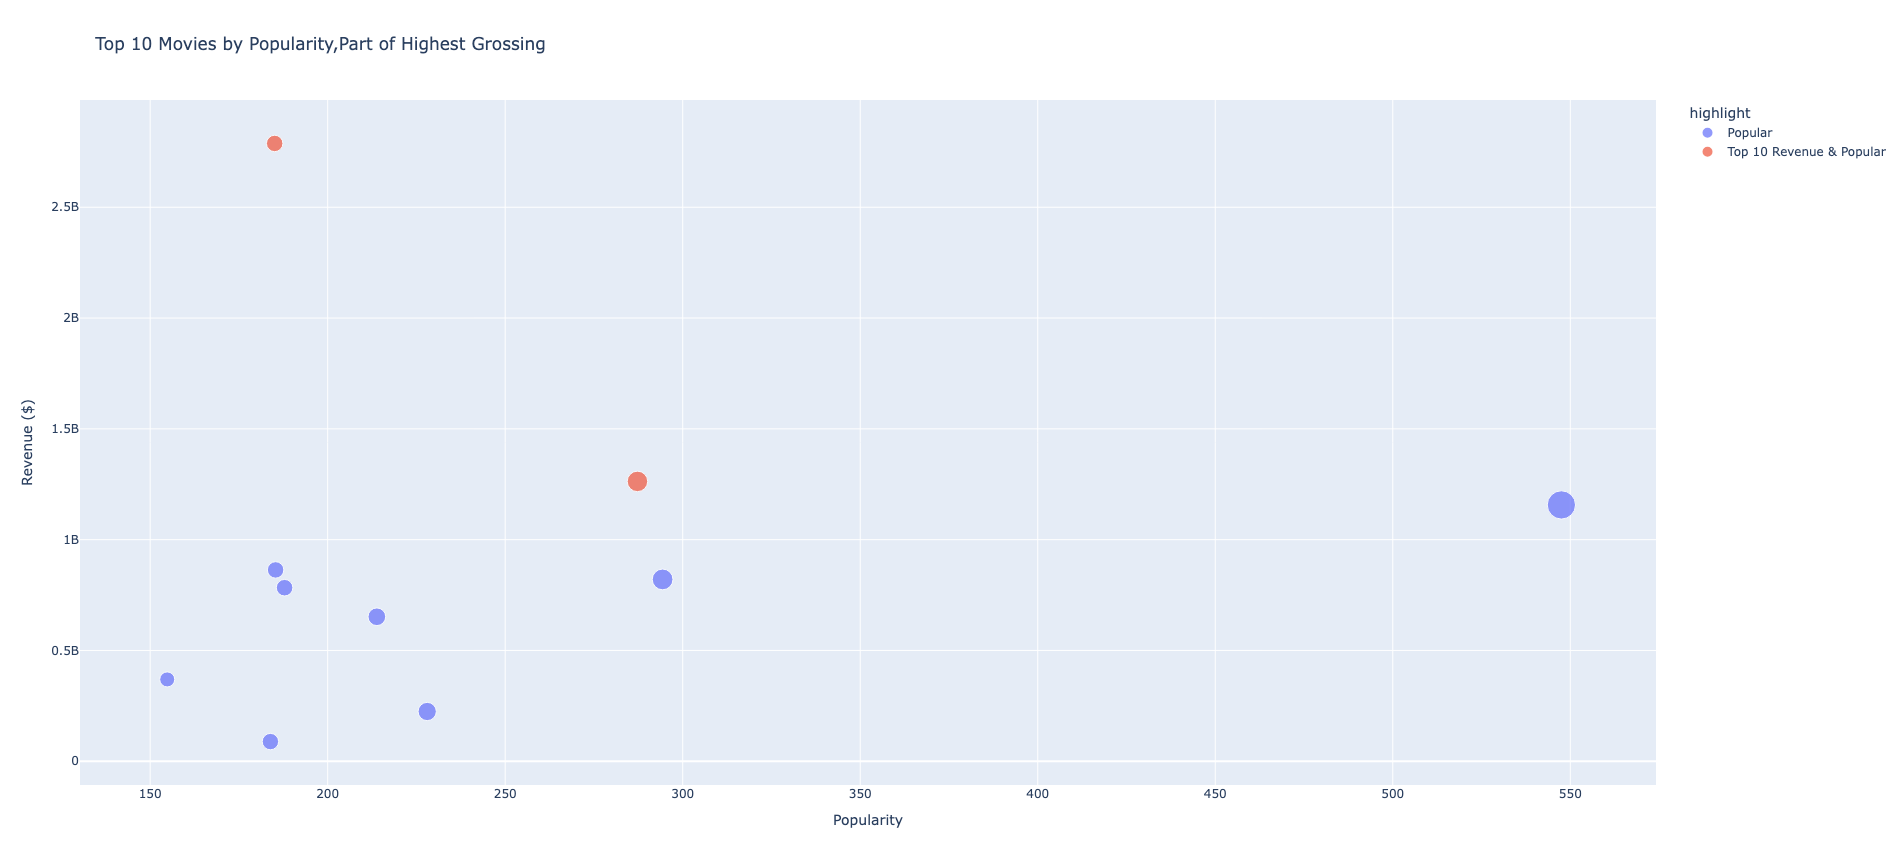 Top 10 Movies by Popularity,Part of Highest Grossing
highlight
Popular
Top 10 Revenue & Popular
Revenue ($)
2.5B
2B
1.5B
1B
0.5B
0
150 200 250 300 350 400 450 500 550
Popularity